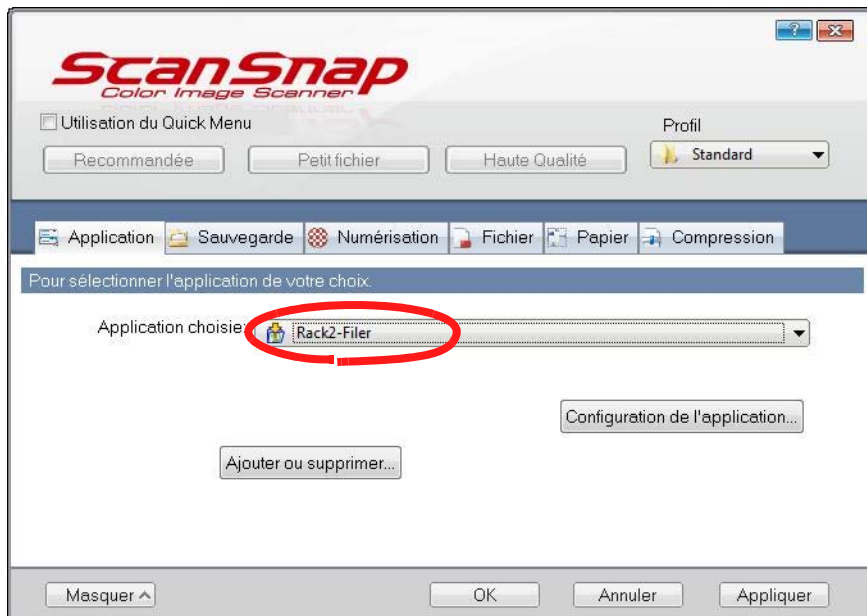 ScanSnap
Color Image Scanner
Utilisation du Quick Menu
Profil
Recommandée Petit fichier Haute Qualité Standard
Application Sauvegarde Numérisation Fichier Papier Compression
Pour sélectionner l'application de votre choix.
Application choisie: Rack2-Filer
Configuration de l'application...
Ajouter ou supprimer...
Masquer OK Annuler Appliquer